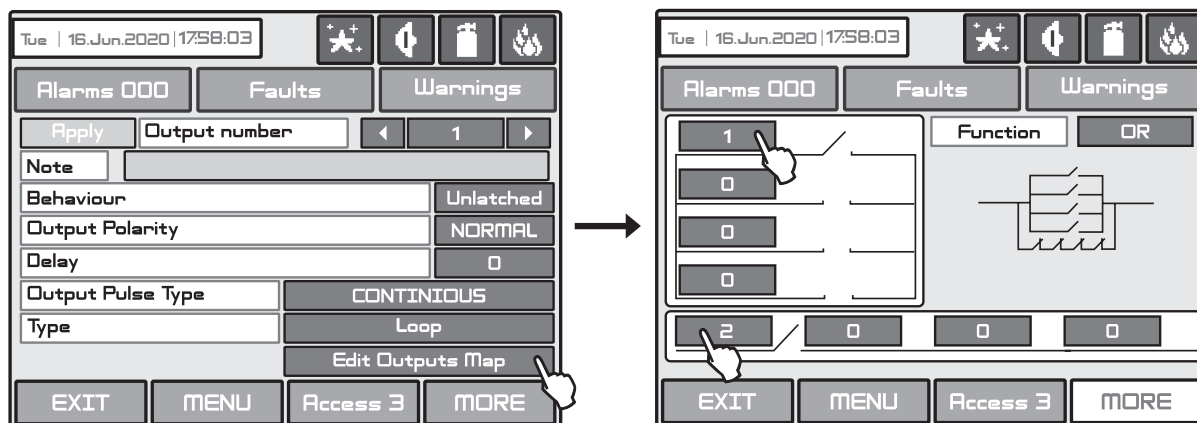 Tue | 16.Jun.2020 | 17:58:03
Alarms 000 Faults Warnings
Apply Output number 1
Note
Behaviour Unlatched
Output Polarity NORMAL
Delay 0
Output Pulse Type CONTINIOUS
Type Loop
Edit Outputs Map
EXIT MENU Access 3 MORE
Tue | 16.Jun.2020 | 17:58:03
Alarms 000 Faults Warnings
1 Function OR
0
0
0
2 0 0 0
EXIT MENU Access 3 MORE